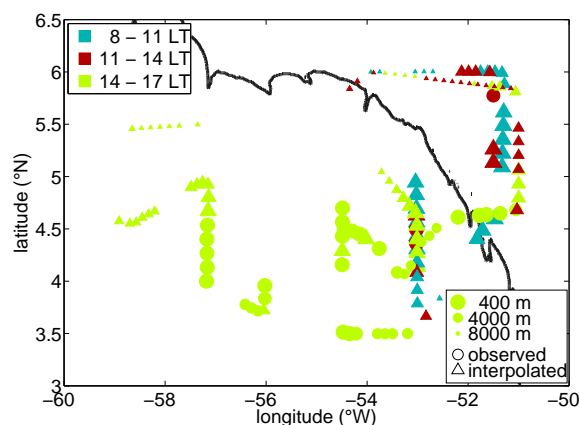 8 – 11 LT
11 – 14 LT
14 – 17 LT
6.5
6
5.5
5
4.5
4
3.5
3
latitude (°N)
400 m
4000 m
8000 m
observed
interpolated
−60
−58
−56
−54
−52
−50
longitude (°W)